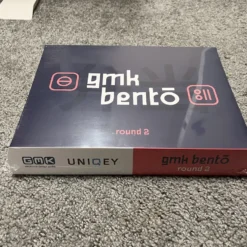 gmk
bentō
round 2
GMK UNIQEY gmk bentō
round 2